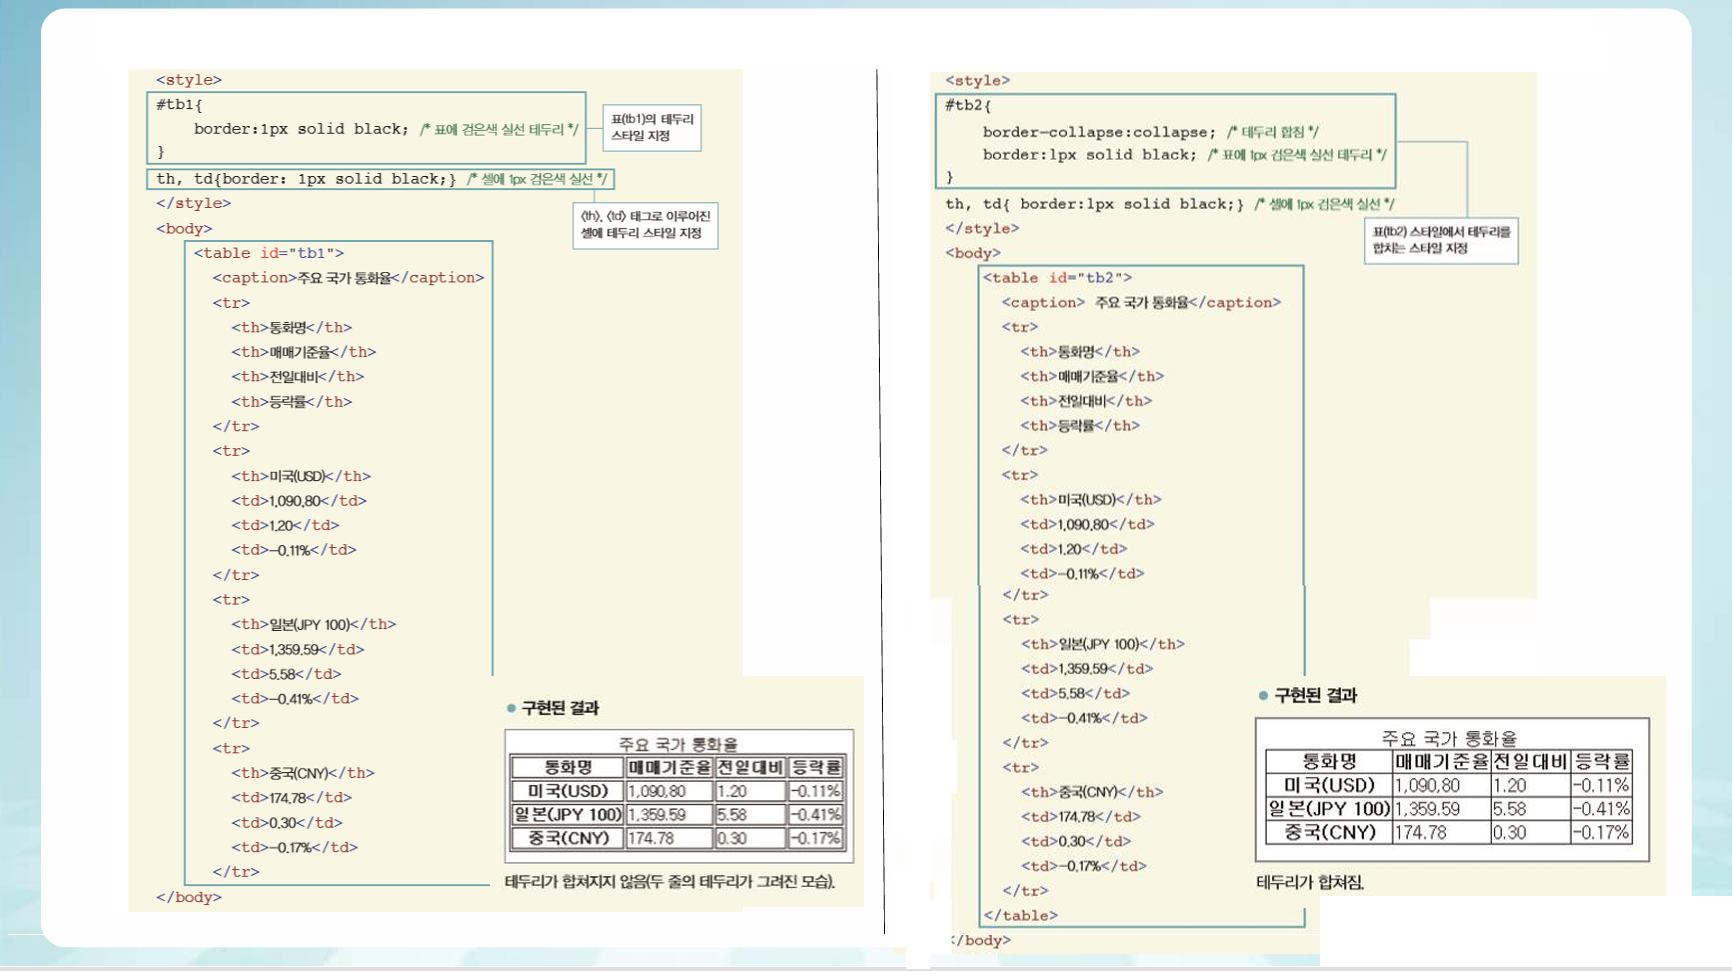 <style>
#tb1{
border:1px solid black; /* 표에 검은색 실선 테두리 */
}
표(tb1)의 테두리
스타일 지정
th, td{border: 1px solid black;} /* 셀에 1px 검은색 실선 */
</style>
<th>, <td> 태그로 이루어진
셀에 테두리 스타일 지정
<body>
<table id="tb1">
<caption>주요 국가 통화율</caption>
<tr>
<th>통화명</th>
<th>매매기준율</th>
<th>전일대비</th>
<th>등락률</th>
</tr>
<tr>
<th>미국(USD)</th>
<td>1,090,80</td>
<td>1.20</td>
<td>-0.11%</td>
</tr>
<tr>
<th>일본(JPY 100)</th>
<td>1,359.59</td>
<td>5.58</td>
<td>-0.41%</td>
</tr>
<tr>
<th>중국(CNY)</th>
<td>174.78</td>
<td>0.30</td>
<td>-0.17%</td>
</tr>
</body>
● 구현된 결과
주요 국가 통화율
통화명 매매기준율 전일대비 등락률
미국(USD) 1,090,80 1.20 -0.11%
일본(JPY 100) 1,359.59 5.58 -0.41%
중국(CNY) 174.78 0.30 -0.17%
테두리가 합쳐지지 않음(두 줄의 테두리가 그려진 모습).
<style>
#tb2{
border-collapse:collapse; /* 테두리 합침 */
border:1px solid black; /* 표에 1px 검은색 실선 테두리 */
}
th, td{ border:1px solid black;} /* 셀에 1px 검은색 실선 */
</style>
표(tb2) 스타일에서 테두리를
합치는 스타일 지정
<body>
<table id="tb2">
<caption> 주요 국가 통화율</caption>
<tr>
<th>통화명</th>
<th>매매기준율</th>
<th>전일대비</th>
<th>등락률</th>
</tr>
<tr>
<th>미국(USD)</th>
<td>1,090,80</td>
<td>1.20</td>
<td>-0.11%</td>
</tr>
<tr>
<th>일본(JPY 100)</th>
<td>1,359.59</td>
<td>5.58</td>
<td>-0.41%</td>
</tr>
<tr>
<th>중국(CNY)</th>
<td>174.78</td>
<td>0.30</td>
<td>-0.17%</td>
</tr>
</table>
</body>
● 구현된 결과
주요 국가 통화율
통화명 매매기준율 전일대비 등락률
미국(USD) 1,090,80 1.20 -0.11%
일본(JPY 100) 1,359.59 5.58 -0.41%
중국(CNY) 174.78 0.30 -0.17%
테두리가 합쳐짐.